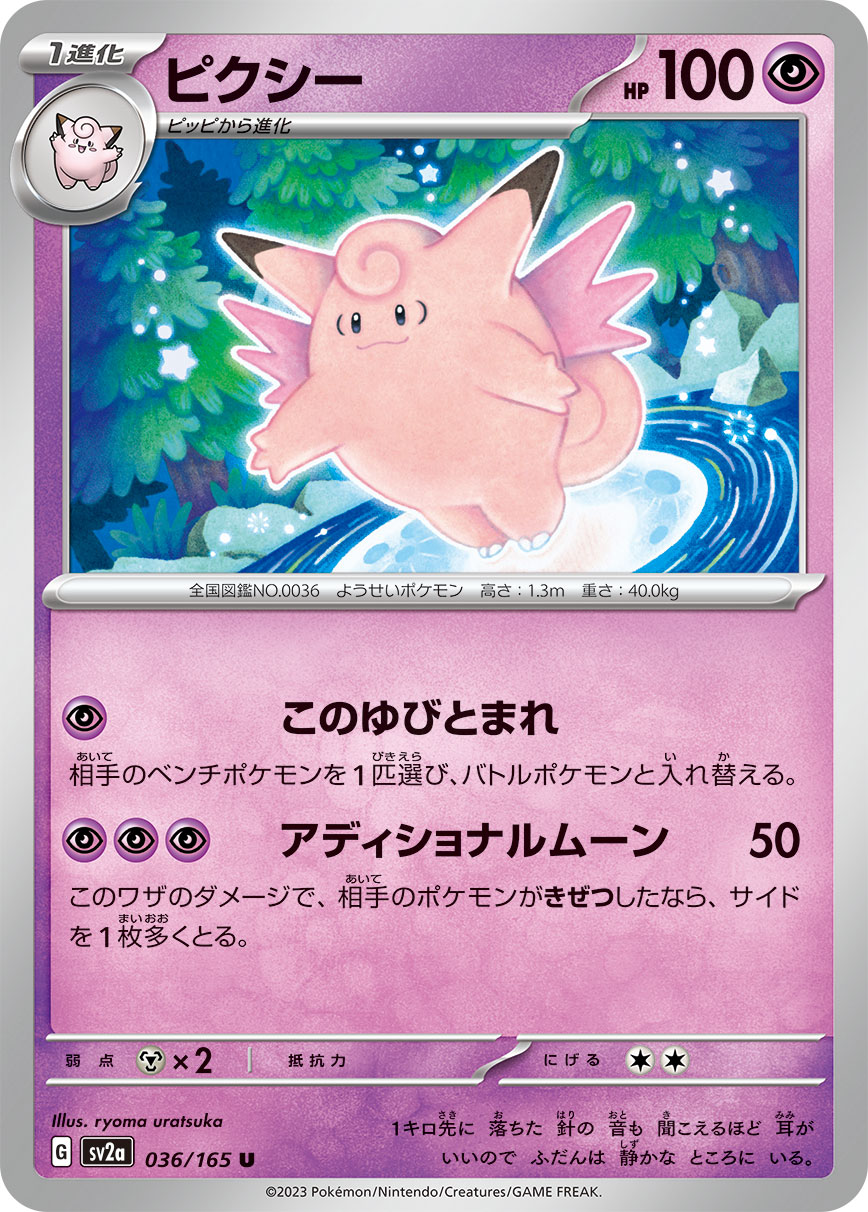 1進化
ピクシー
HP 100
ピッピから進化
全国図鑑NO.0036 ようせいポケモン 高さ：1.3m 重さ：40.0kg
このゆびとまれ
相手のベンチポケモンを1匹選び、バトルポケモンと入れ替える。
アディショナルムーン 50
このワザのダメージで、相手のポケモンがきぜつしたなら、サイド
を1枚多くとる。
弱点 ×2 抵抗力 にげる
Illus. ryoma uratsuka
1キロ先に 落ちた 針の 音も 聞こえるほど 耳が
いいので ふだんは 静かな ところに いる。
G sv2a 036/165 U
©2023 Pokémon/Nintendo/Creatures/GAME FREAK.